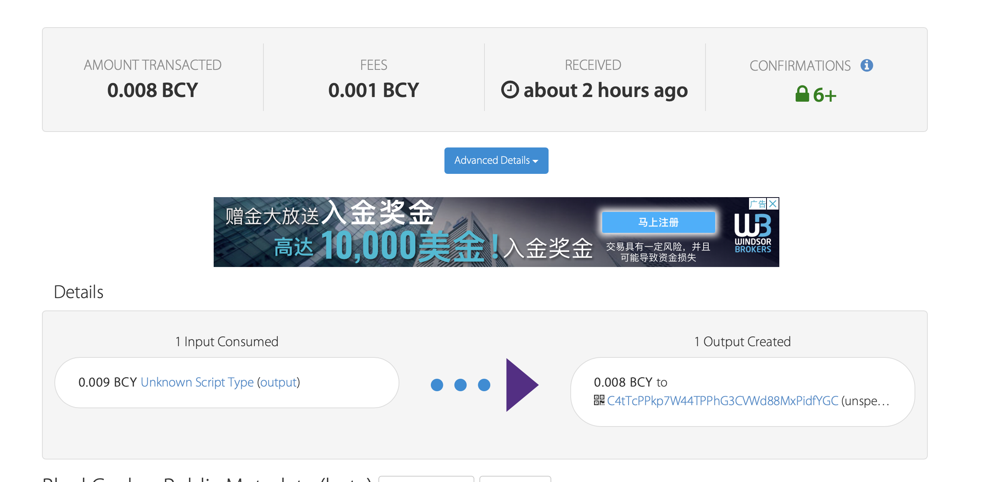 AMOUNT TRANSACTED
0.008 BCY
FEES
0.001 BCY
RECEIVED
about 2 hours ago
CONFIRMATIONS
6+
Advanced Details
赠金大放送入金奖金
高达 10,000美金!入金奖金
马上注册
交易具有一定风险，并且
可能导致资金损失
广告
WB
WINDSOR
BROKERS
Details
1 Input Consumed
0.009 BCY Unknown Script Type (output)
1 Output Created
0.008 BCY to
C4tTcPPkp7W44TPPhG3CVWd88MxPidfYGC (unspe…